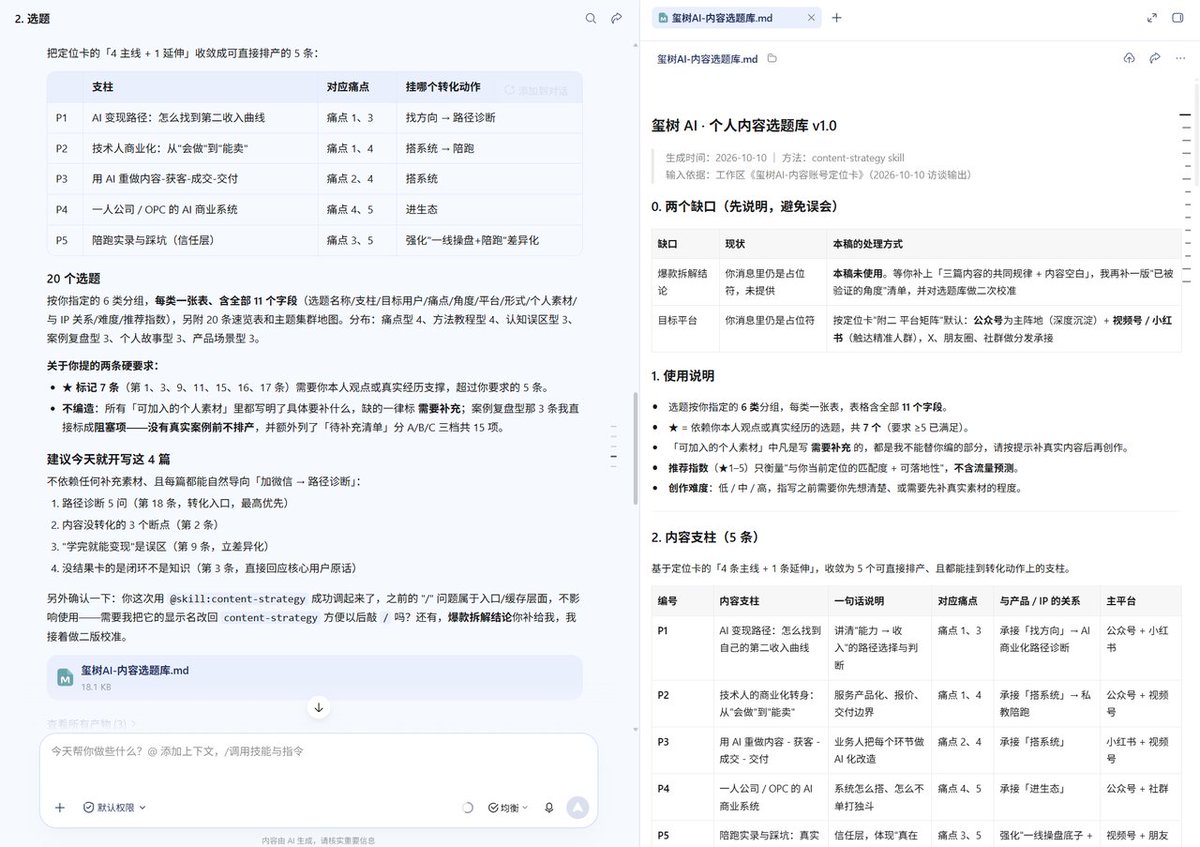 2. 选题
把定位卡的「4 主线 + 1 延伸」收敛成可直接排产的 5 条：
支柱 对应痛点 挂哪个转化动作
添加到对话
P1 AI 变现路径：怎么找到第二收入曲线 痛点 1、3 找方向 → 路径诊断
P2 技术人商业化：从"会做"到"能卖" 痛点 1、4 搭系统 → 陪跑
P3 用 AI 重做内容-获客-成交-交付 痛点 2、4 搭系统
P4 一人公司 / OPC 的 AI 商业系统 痛点 4、5 进生态
P5 陪跑实录与踩坑（信任层） 痛点 3、5 强化"一线操盘+陪跑"差异化
20 个选题
按你指定的 6 类分组，每类一张表、含全部 11 个字段（选题名称/支柱/目标用户/痛点/角度/平台/形式/个人素材/
与 IP 关系/难度/推荐指数），另附 20 条速览表和主题集群地图。分布：痛点型 4、方法教程型 4、认知误区型 3、
案例复盘型 3、个人故事型 3、产品场景型 3。
关于你提的两条硬要求：
• ★ 标记 7 条（第 1、3、9、11、15、16、17 条）需要你本人观点或真实经历支撑，超过你要求的 5 条。
• 不编造：所有「可加入的个人素材」里都写明了具体要补什么，缺的一律标 需要补充；案例复盘型那 3 条我直
接标成阻塞项——没有真实案例前不排产，并额外列了「待补充清单」分 A/B/C 三档共 15 项。
建议今天就开写这 4 篇
不依赖任何补充素材、且每篇都能自然导向「加微信 → 路径诊断」：
1. 路径诊断 5 问（第 18 条，转化入口，最高优先）
2. 内容没转化的 3 个断点（第 2 条）
3. "学完就能变现"是误区（第 9 条，立差异化）
4. 没结果卡的是闭环不是知识（第 3 条，直接回应核心用户原话）
另外确认一下：你这次用 @skill:content-strategy 成功调起来了，之前的 "/" 问题属于入口/缓存层面，不影
响使用——需要我把它的显示名改回 content-strategy 方便以后敲 / 吗？还有，爆款拆解结论你补给我，我
接着做二版校准。
玺树AI-内容选题库.md
18.1 KB
查看所有产物 (3) >
今天帮你做些什么？@ 添加上下文，/调用技能与指令
默认权限
均衡
内容由 AI 生成，请核实重要信息
玺树AI-内容选题库.md
玺树AI-内容选题库.md
玺树 AI · 个人内容选题库 v1.0
生成时间：2026-10-10 ｜ 方法：content-strategy skill
输入依据：工作区《玺树AI-内容账号定位卡》（2026-10-10 访谈输出）
0. 两个缺口（先说明，避免误会）
缺口 现状 本稿的处理方式
爆款拆解结论 你消息里仍是占位符，未提供 本稿未使用。等你补上「三篇内容的共同规律 + 内容空白」，我再补一版"已被验证的角度"清单，并对选题库做二次校准
目标平台 你消息里仍是占位符 按定位卡"附二 平台矩阵"默认：公众号为主阵地（深度沉淀）+ 视频号 / 小红书（触达精准人群），X、朋友圈、社群做分发承接
1. 使用说明
• 选题按你指定的 6 类分组，每类一张表，表格含全部 11 个字段。
• ★ = 依赖你本人观点或真实经历的选题，共 7 个（要求 ≥5 已满足）。
• 「可加入的个人素材」中凡是写 需要补充 的，都是我不能替你编的部分，请按提示补真实内容后再创作。
• 推荐指数（★1–5）只衡量"与你当前定位的匹配度 + 可落地性"，不含流量预测。
• 创作难度：低 / 中 / 高，指写之前需要你先想清楚、或需要先补真实素材的程度。
2. 内容支柱（5 条）
基于定位卡的「4 条主线 + 1 条延伸」，收敛为 5 个可直接排产、且都能挂到转化动作上的支柱。
编号 内容支柱 一句话说明 对应痛点 与产品 / IP 的关系 主平台
P1 AI 变现路径：怎么找到自己的第二收入曲线 讲清"能力 → 收入"的路径选择与判断 痛点 1、3 承接「找方向」→ AI 商业化路径诊断 公众号 + 小红书
P2 技术人的商业化转身：从"会做"到"能卖" 服务产品化、报价、交付边界 痛点 1、4 承接「搭系统」→ 私教陪跑 公众号 + 视频号
P3 用 AI 重做内容 - 获客 - 成交 - 交付 业务人把每个环节做 AI 化改造 痛点 2、4 承接「搭系统」 小红书 + 视频号
P4 一人公司 / OPC 的 AI 商业系统 系统怎么搭、怎么不单打独斗 痛点 4、5 承接「进生态」 公众号 + 社群
P5 陪跑实录与踩坑：真实 信任层，体现"真在 痛点 3、5 强化"一线操盘底子 + 视频号 + 朋友